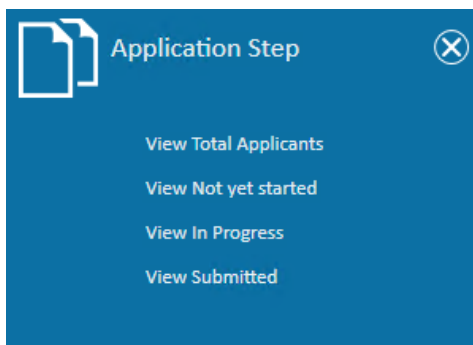 Application Step
View Total Applicants
View Not yet started
View In Progress
View Submitted